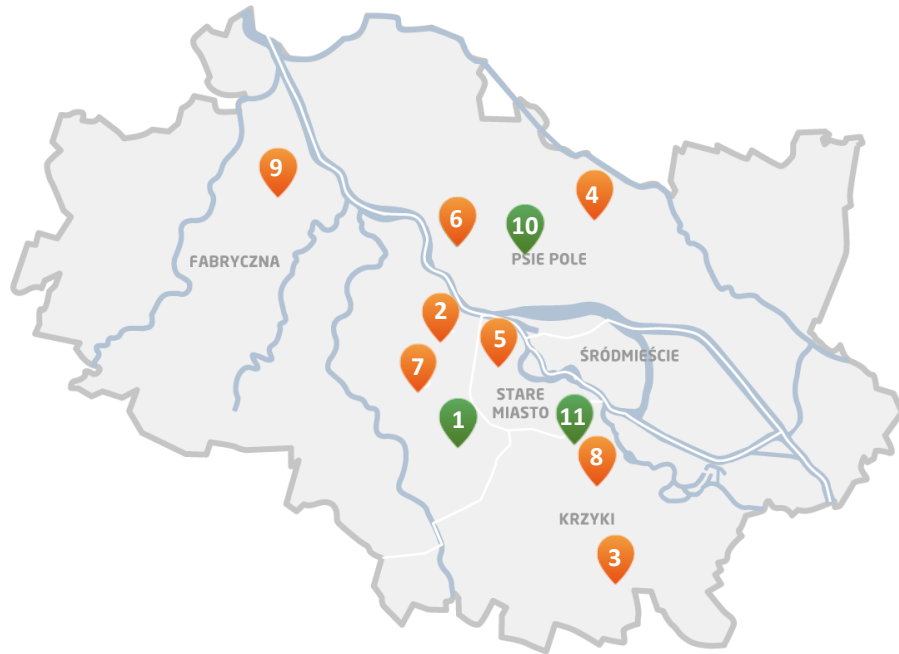 9
4
6
10
FABRYCZNA
PSIE POLE
2
5
7
ŚRÓDMIEŚCIE
STARE
MIASTO
1
11
8
KRZYKI
3